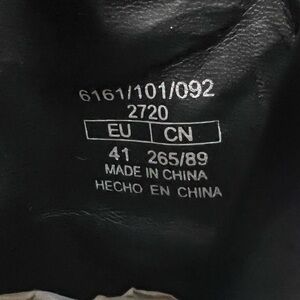 6161/101/092
2720
EU CN
41 265/89
MADE IN CHINA
HECHO EN CHINA